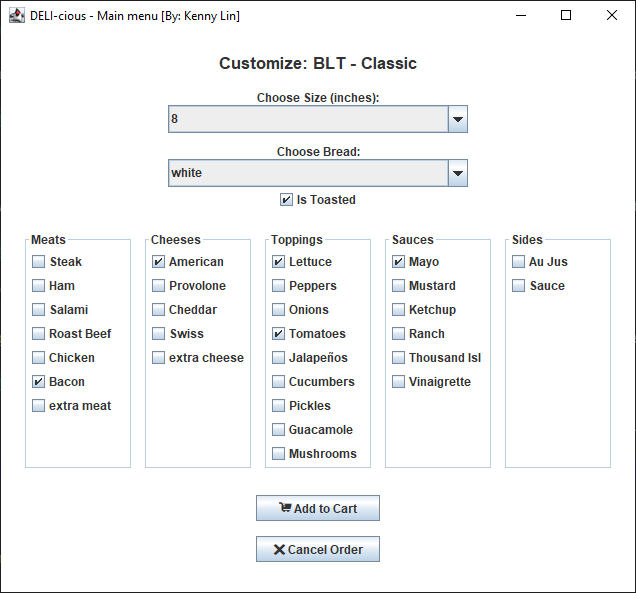 DELI-cious - Main menu [By: Kenny Lin]
Customize: BLT - Classic
Choose Size (inches):
8
Choose Bread:
white
Is Toasted
Meats
Steak
Ham
Salami
Roast Beef
Chicken
Bacon
extra meat
Cheeses
American
Provolone
Cheddar
Swiss
extra cheese
Toppings
Lettuce
Peppers
Onions
Tomatoes
Jalapeños
Cucumbers
Pickles
Guacamole
Mushrooms
Sauces
Mayo
Mustard
Ketchup
Ranch
Thousand Isl
Vinaigrette
Sides
Au Jus
Sauce
Add to Cart
Cancel Order